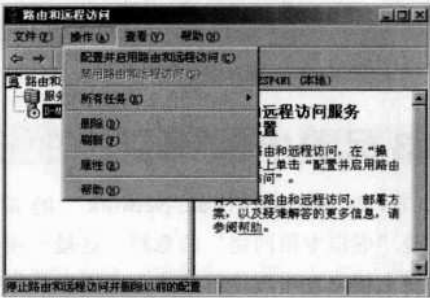 路由和远程访问
文件(F) 操作(A) 查看(V) 帮助(H)
配置并启用路由和远程访问(C)
禁用路由和远程访问(S)
所有任务(K)
删除(D)
刷新(F)
属性(R)
帮助(H)
路由和
服务
(本地)
远程访问服务
置
由和远程访问，在“操
上单击“配置并启用路由
访问”。
路由和远程访问，部署方
案，以及疑难解答的更多信息，请
参阅帮助。
停止路由和远程访问并删除以前的配置